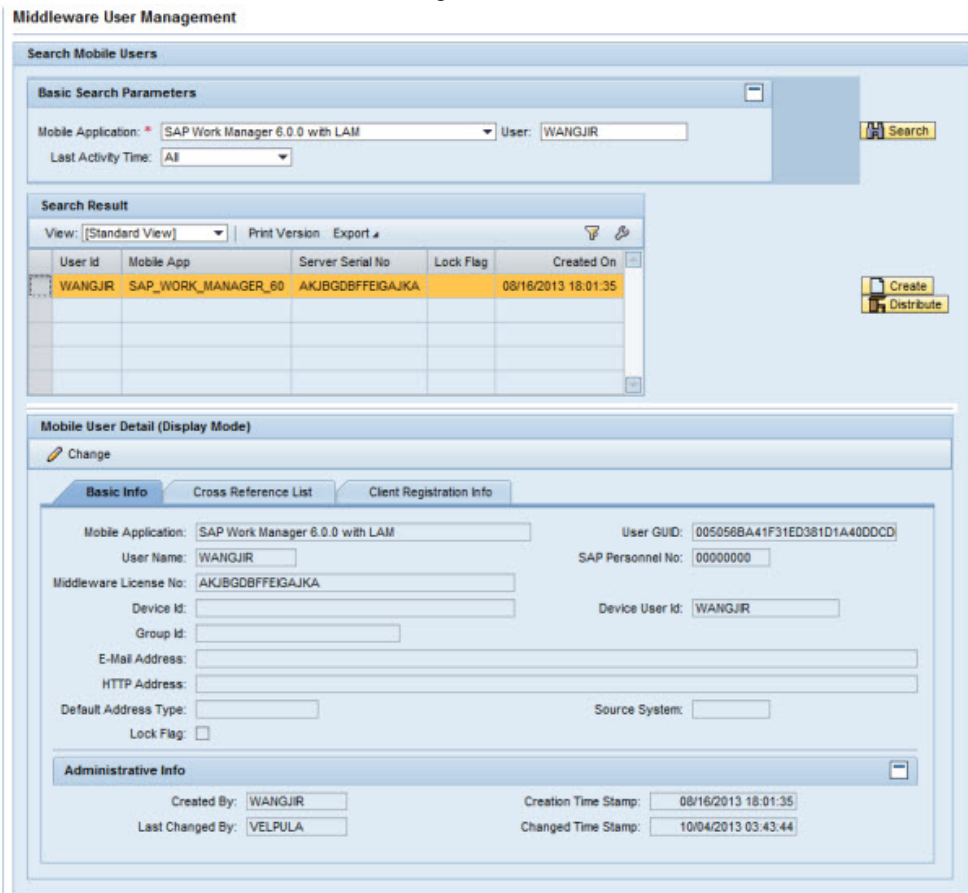 Middleware User Management
Search Mobile Users
Basic Search Parameters
Mobile Application: * SAP Work Manager 6.0.0 with LAM User: WANGJIR
Search
Last Activity Time: All
Search Result
View: [Standard View] Print Version Export
User Id Mobile App Server Serial No Lock Flag Created On
WANGJIR SAP_WORK_MANAGER_60 AKJBGDBFFEIGAJKA 08/16/2013 18:01:35
Create
Distribute
Mobile User Detail (Display Mode)
Change
Basic Info Cross Reference List Client Registration Info
Mobile Application: SAP Work Manager 6.0.0 with LAM User GUID: 005056BA41F31ED381D1A40DDCD
User Name: WANGJIR SAP Personnel No: 00000000
Middleware License No: AKJBGDBFFEIGAJKA
Device Id: Device User Id: WANGJIR
Group Id:
E-Mail Address:
HTTP Address:
Default Address Type: Source System:
Lock Flag:
Administrative Info
Created By: WANGJIR Creation Time Stamp: 08/16/2013 18:01:35
Last Changed By: VELPULA Changed Time Stamp: 10/04/2013 03:43:44